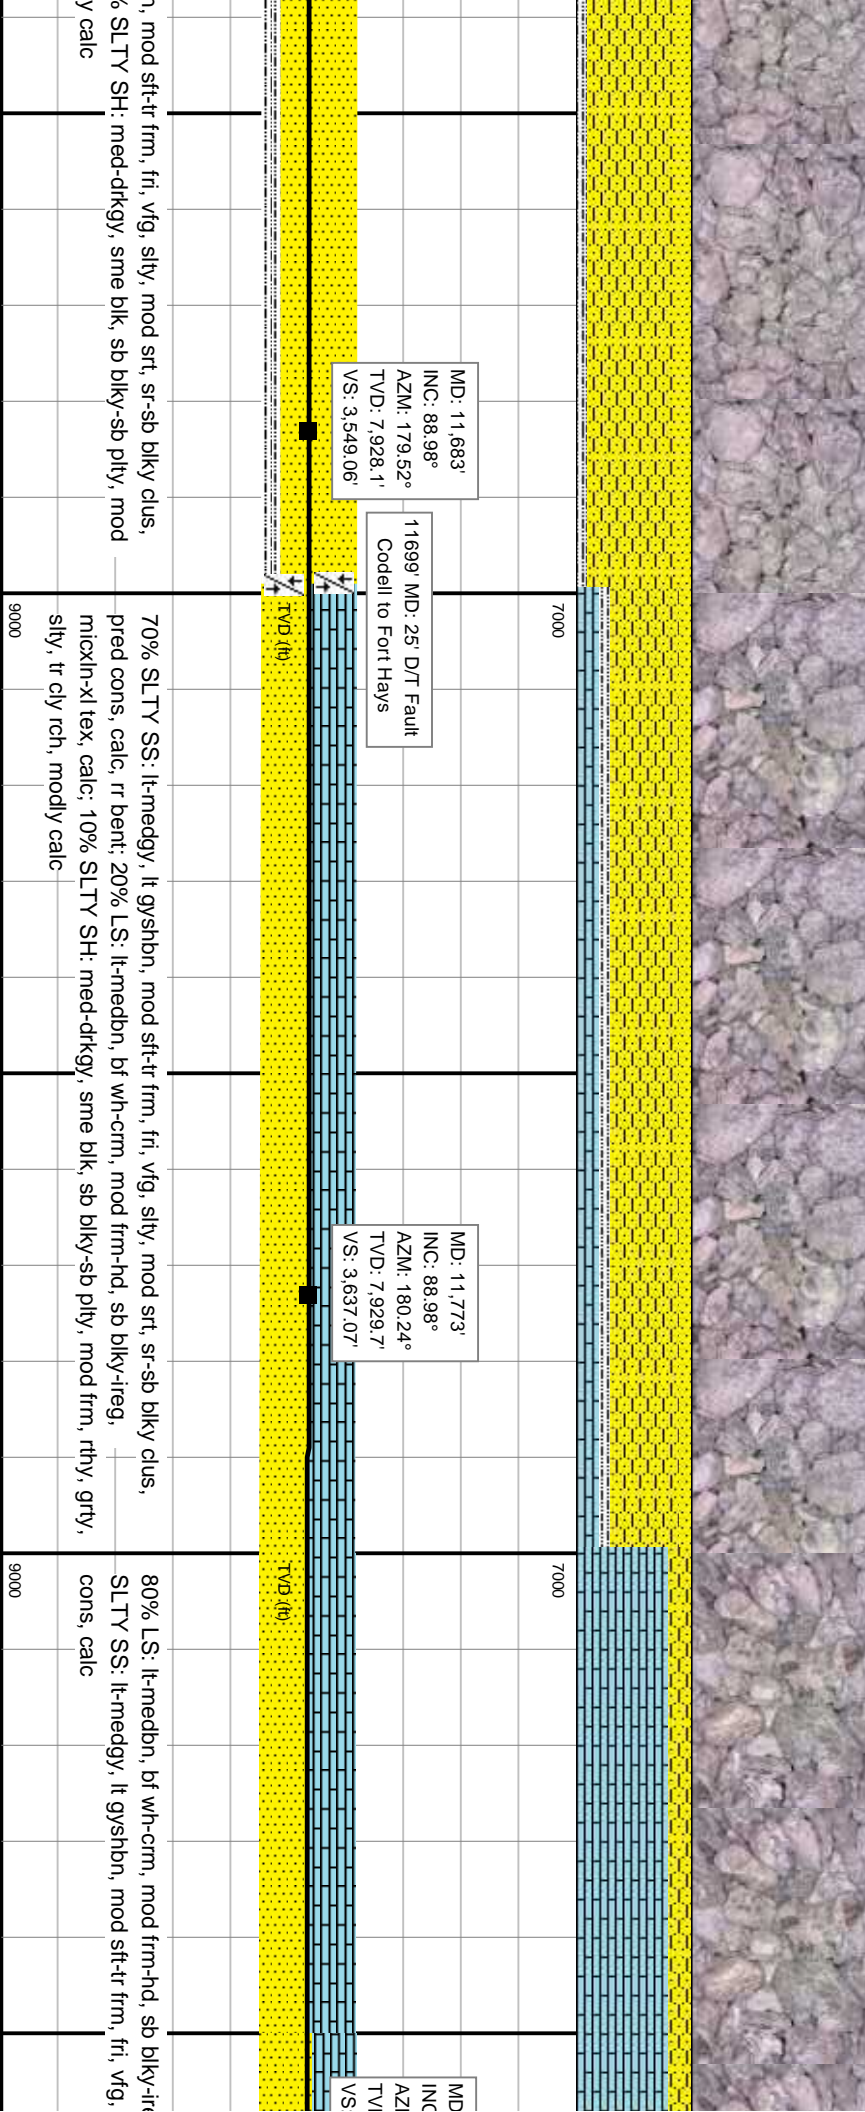 n, mod sft-tr frm, fri, vfg, slty, mod srt, sr-sb blky clus,
% SLTY SH: med-drkgy, sme blk, sb blky-sb plty, mod
y calc
MD: 11,683'
INC: 88.98°
AZM: 179.52°
TVD: 7,928.1'
VS: 3,549.06'
11699' MD: 25' D/T Fault
Codell to Fort Hays
7000
TVD (ft)
9000
70% SLTY SS: lt-medgy, lt gyshbn, mod sft-tr frm, fri, vfg, slty, mod srt, sr-sb blky clus,
pred cons, calc, rr bent; 20% LS: lt-medbn, bf wh-crm, mod frm-hd, sb blky-ireg,
micxln-xl tex, calc; 10% SLTY SH: med-drkgy, sme blk, sb blky-sb plty, mod frm, rthy, grty,
slty, tr cly rch, modly calc
MD: 11,773'
INC: 88.98°
AZM: 180.24°
TVD: 7,929.7'
VS: 3,637.07'
7000
TVD (ft)
9000
80% LS: lt-medbn, bf wh-crm, mod frm-hd, sb blky-ire
SLTY SS: lt-medgy, lt gyshbn, mod sft-tr frm, fri, vfg,
cons, calc
MD
INC
AZI
TVI
VS: